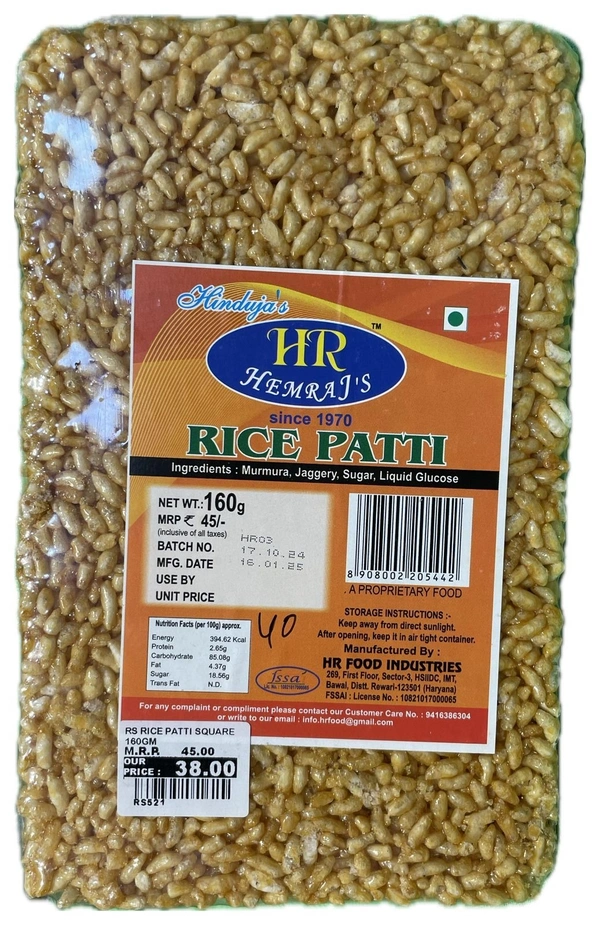 Hinduja's
HR
TM
HEMRAJ'S
since 1970
RICE PATTI
Ingredients : Murmura, Jaggery, Sugar, Liquid Glucose
NET WT.: 160g
MRP ₹ 45/-
(inclusive of all taxes)
BATCH NO. HR03
MFG. DATE 17.10.24
USE BY 16.01.25
UNIT PRICE
8 908002 205442
. A PROPRIETARY FOOD
STORAGE INSTRUCTIONS :-
Keep away from direct sunlight.
After opening, keep it in air tight container.
Manufactured By :
HR FOOD INDUSTRIES
269, First Floor, Sector-3, HSIIDC, IMT,
Bawal, Distt. Rewari-123501 (Haryana)
FSSAI : License No. : 10821017000065
Nutrition Facts (per 100g) approx.
Energy 394.62 Kcal
Protein 2.65g
Carbohydrate 85.08g
Fat 4.37g
Sugar 18.56g
Trans Fat N.D.
40
fssai
Lic. No. : 10821017000065
For any complaint or compliment please contact our Customer Care No. : 9416386304
or write to our email : info.hrfood@gmail.com
RS RICE PATTI SQUARE
160GM
M.R.P. 45.00
OUR
PRICE : 38.00
RS521